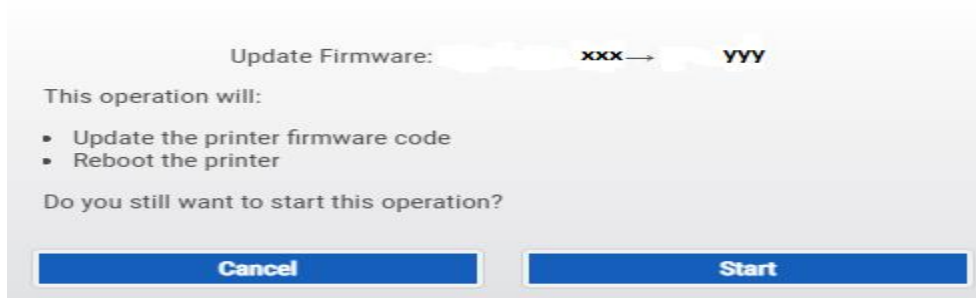 Update Firmware: xxx→ yyy
This operation will:
• Update the printer firmware code
• Reboot the printer
Do you still want to start this operation?
Cancel Start